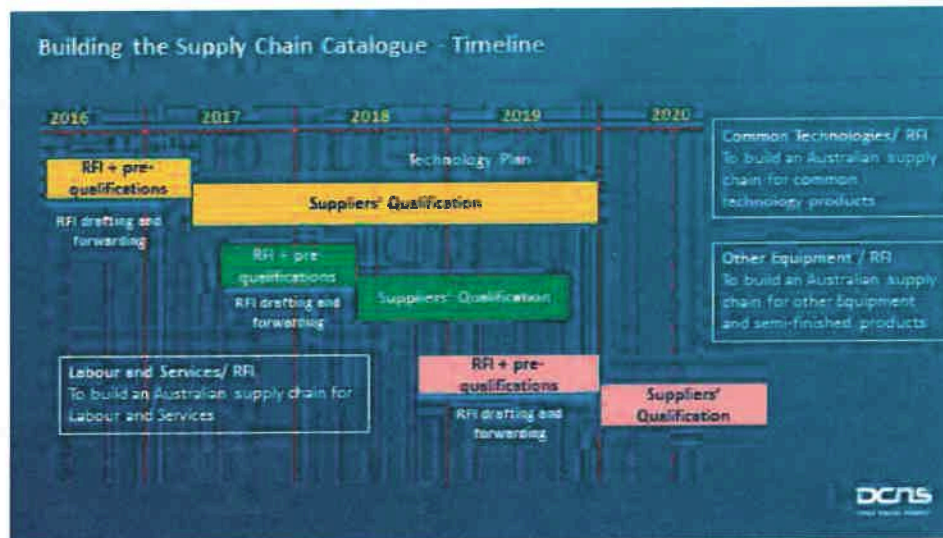 Building the Supply Chain Catalogue - Timeline
2016 2017 2018 2019 2020
Technology Plan
RFI + pre-
qualifications
RFI drafting and
forwarding
Suppliers' Qualification
Common Technologies/ RFI
To build an Australian supply
chain for common
technology products
RFI + pre-
qualifications
RFI drafting and
forwarding
Suppliers' Qualification
Other Equipment / RFI
To build an Australian supply
chain for other Equipment
and semi-finished products
Labour and Services/ RFI
To build an Australian supply chain for
Labour and Services
RFI + pre-
qualifications
RFI drafting and
forwarding
Suppliers'
Qualification
DCNS